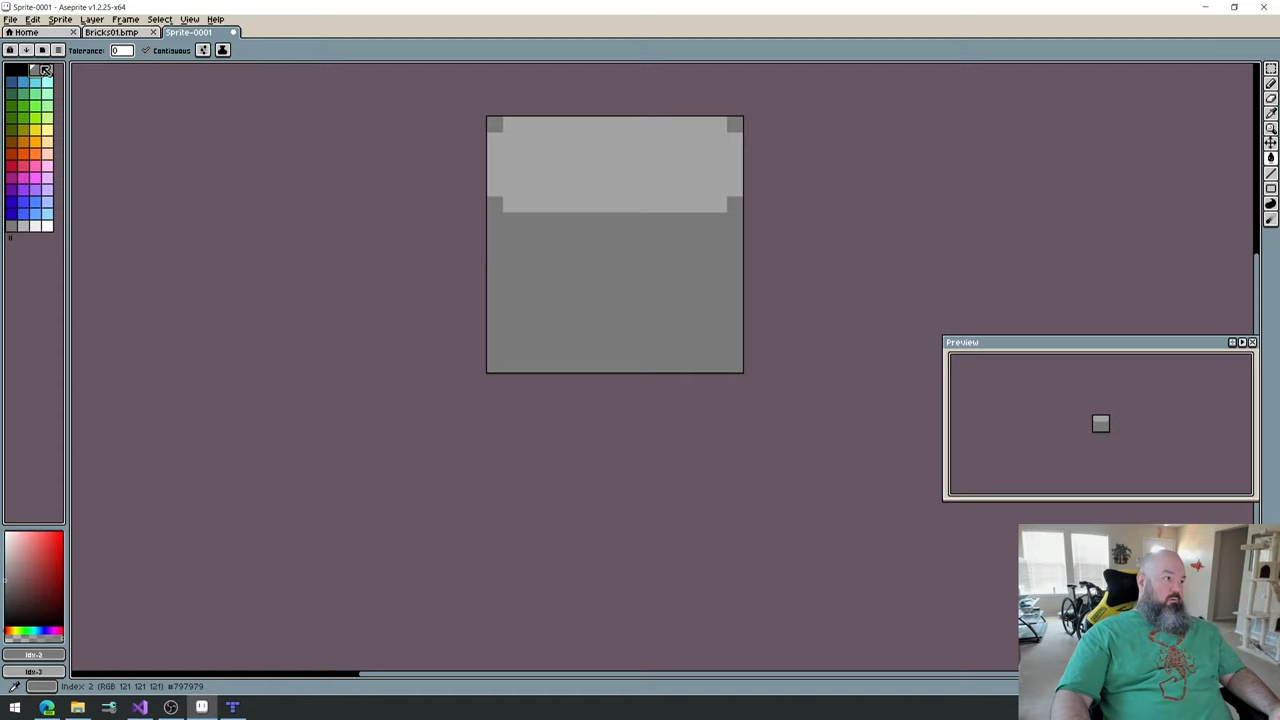 Sprite-0001 - Aseprite v1.2.25-x64
File Edit Sprite Layer Frame Select View Help
Home Bricks01.bmp Sprite-0001
Tolerance: 0 Contiguous
Preview
Idx-2
Idx-3
Index 2 (RGB 121 121 121) #797979